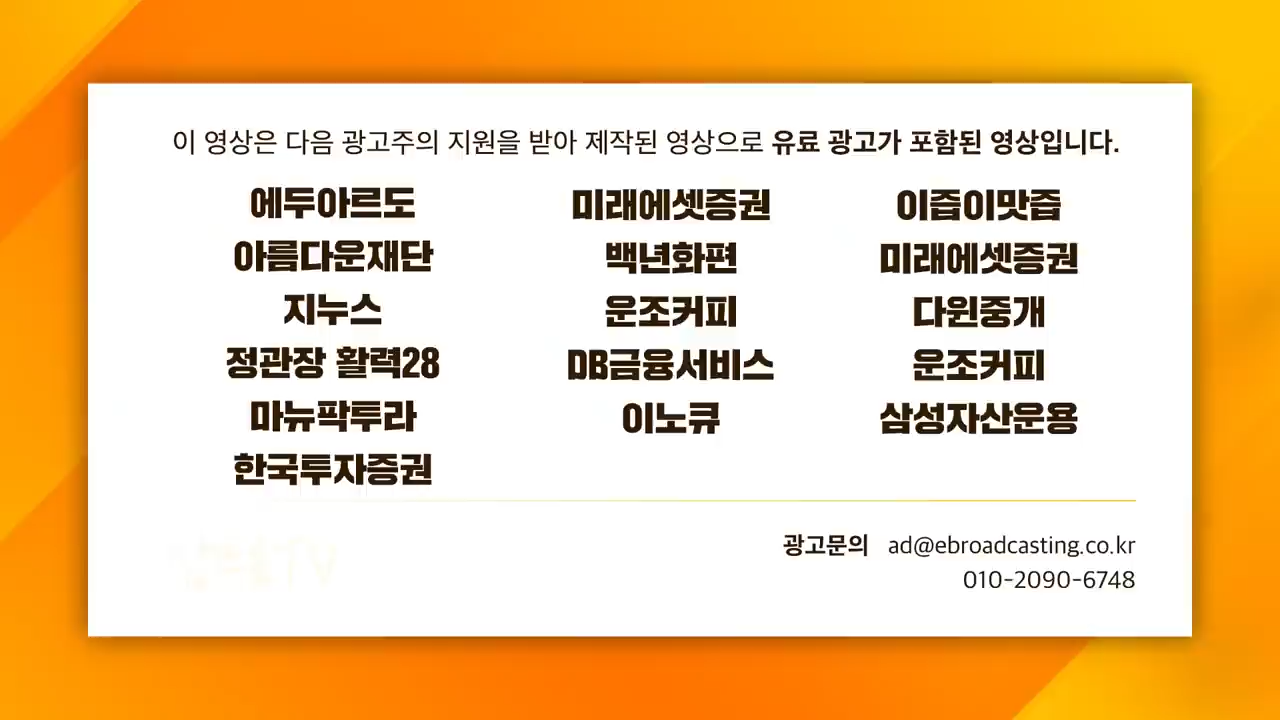 이 영상은 다음 광고주의 지원을 받아 제작된 영상으로 유료 광고가 포함된 영상입니다.
에두아르도 미래에셋증권 이즙이맛즙
아름다운재단 백년화편 미래에셋증권
지누스 운조커피 다윈중개
정관장 활력28 DB금융서비스 운조커피
마뉴팍투라 이노큐 삼성자산운용
한국투자증권
광고문의 ad@ebroadcasting.co.kr
010-2090-6748